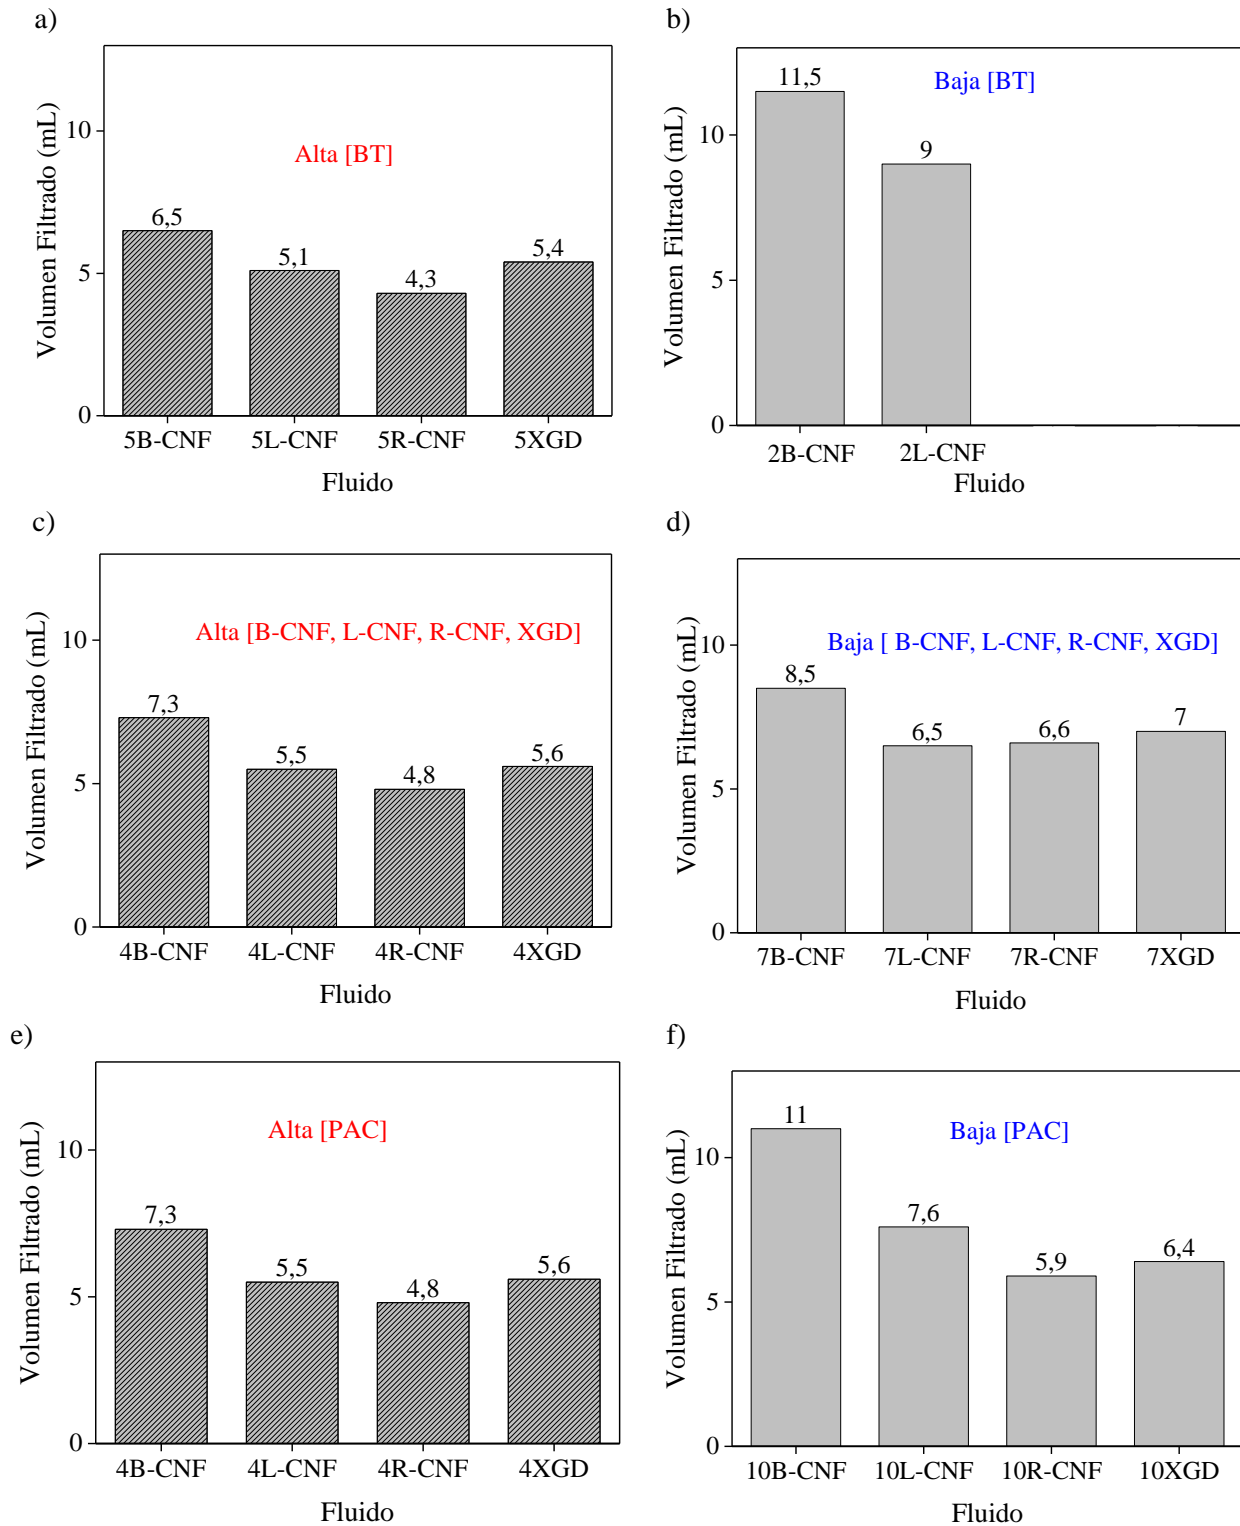 a)
Alta [BT]
Volumen Filtrado (mL)
10
5
0
6,5
5,1
4,3
5,4
5B-CNF 5L-CNF 5R-CNF 5XGD
Fluido
b)
Baja [BT]
Volumen Filtrado (mL)
10
5
0
11,5
9
2B-CNF 2L-CNF
Fluido
c)
Alta [B-CNF, L-CNF, R-CNF, XGD]
Volumen Filtrado (mL)
10
5
0
7,3
5,5
4,8
5,6
4B-CNF 4L-CNF 4R-CNF 4XGD
Fluido
d)
Baja [ B-CNF, L-CNF, R-CNF, XGD]
Volumen Filtrado (mL)
10
5
0
8,5
6,5
6,6
7
7B-CNF 7L-CNF 7R-CNF 7XGD
Fluido
e)
Alta [PAC]
Volumen Filtrado (mL)
10
5
0
7,3
5,5
4,8
5,6
4B-CNF 4L-CNF 4R-CNF 4XGD
Fluido
f)
Baja [PAC]
Volumen Filtrado (mL)
10
5
0
11
7,6
5,9
6,4
10B-CNF 10L-CNF 10R-CNF 10XGD
Fluido